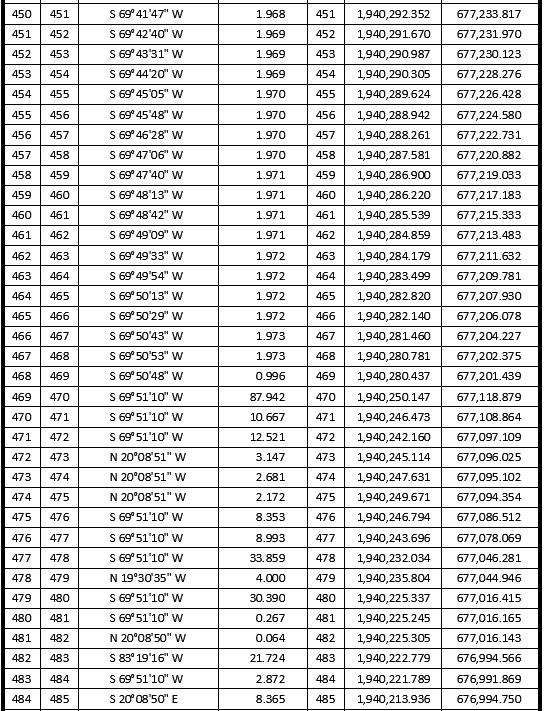 450 451 S 69°41'47" W 1.968 451 1,940,292.352 677,233.817
451 452 S 69°42'40" W 1.969 452 1,940,291.670 677,231.970
452 453 S 69°43'31" W 1.969 453 1,940,290.987 677,230.123
453 454 S 69°44'20" W 1.969 454 1,940,290.305 677,228.276
454 455 S 69°45'05" W 1.970 455 1,940,289.624 677,226.428
455 456 S 69°45'48" W 1.970 456 1,940,288.942 677,224.580
456 457 S 69°46'28" W 1.970 457 1,940,288.261 677,222.731
457 458 S 69°47'06" W 1.970 458 1,940,287.581 677,220.882
458 459 S 69°47'40" W 1.971 459 1,940,286.900 677,219.033
459 460 S 69°48'13" W 1.971 460 1,940,286.220 677,217.183
460 461 S 69°48'42" W 1.971 461 1,940,285.539 677,215.333
461 462 S 69°49'09" W 1.971 462 1,940,284.859 677,213.483
462 463 S 69°49'33" W 1.972 463 1,940,284.179 677,211.632
463 464 S 69°49'54" W 1.972 464 1,940,283.499 677,209.781
464 465 S 69°50'13" W 1.972 465 1,940,282.820 677,207.930
465 466 S 69°50'29" W 1.972 466 1,940,282.140 677,206.078
466 467 S 69°50'43" W 1.973 467 1,940,281.460 677,204.227
467 468 S 69°50'53" W 1.973 468 1,940,280.781 677,202.375
468 469 S 69°50'48" W 0.996 469 1,940,280.437 677,201.439
469 470 S 69°51'10" W 87.942 470 1,940,250.147 677,118.879
470 471 S 69°51'10" W 10.667 471 1,940,246.473 677,108.864
471 472 S 69°51'10" W 12.521 472 1,940,242.160 677,097.109
472 473 N 20°08'51" W 3.147 473 1,940,245.114 677,096.025
473 474 N 20°08'51" W 2.681 474 1,940,247.631 677,095.102
474 475 N 20°08'51" W 2.172 475 1,940,249.671 677,094.354
475 476 S 69°51'10" W 8.353 476 1,940,246.794 677,086.512
476 477 S 69°51'10" W 8.993 477 1,940,243.696 677,078.069
477 478 S 69°51'10" W 33.859 478 1,940,232.034 677,046.281
478 479 N 19°30'35" W 4.000 479 1,940,235.804 677,044.946
479 480 S 69°51'10" W 30.390 480 1,940,225.337 677,016.415
480 481 S 69°51'10" W 0.267 481 1,940,225.245 677,016.165
481 482 N 20°08'50" W 0.064 482 1,940,225.305 677,016.143
482 483 S 83°19'16" W 21.724 483 1,940,222.779 676,994.566
483 484 S 69°51'10" W 2.872 484 1,940,221.789 676,991.869
484 485 S 20°08'50" E 8.365 485 1,940,213.936 676,994.750